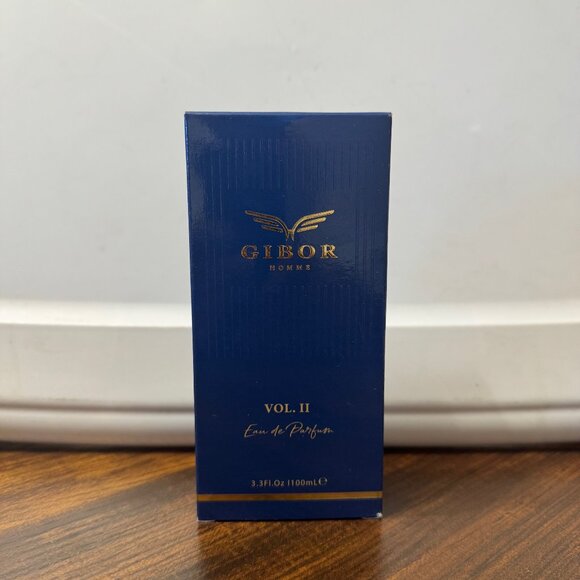 GIBOR
HOMME
VOL. II
Eau de Parfum
3.3Fl.Oz 100mL℮